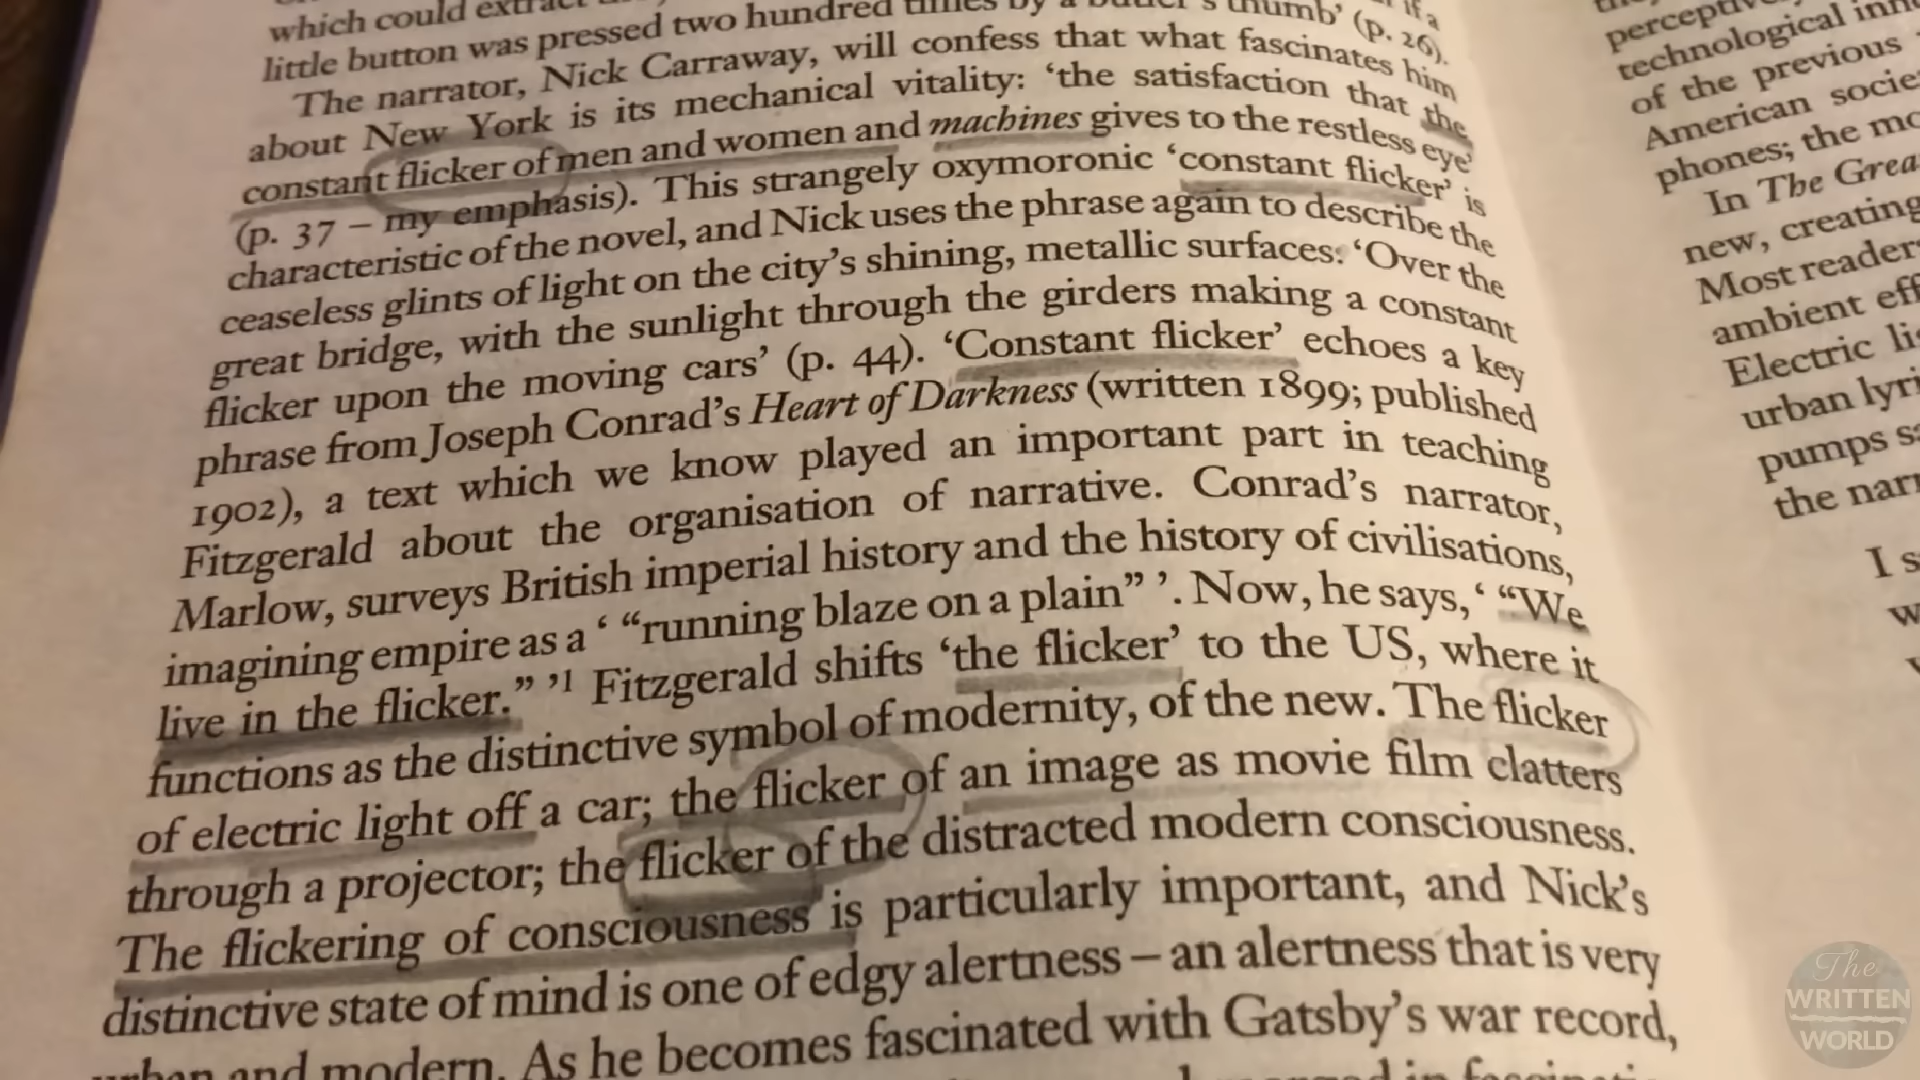 which could extract
little button was pressed two hundred times by a butler's thumb' (p. 26).
The narrator, Nick Carraway, will confess that what fascinates him
about New York is its mechanical vitality: 'the satisfaction that the
constant flicker of men and women and machines gives to the restless eye'
(p. 37 – my emphasis). This strangely oxymoronic 'constant flicker' is
characteristic of the novel, and Nick uses the phrase again to describe the
ceaseless glints of light on the city's shining, metallic surfaces: 'Over the
great bridge, with the sunlight through the girders making a constant
flicker upon the moving cars' (p. 44). 'Constant flicker' echoes a key
phrase from Joseph Conrad's Heart of Darkness (written 1899; published
1902), a text which we know played an important part in teaching
Fitzgerald about the organisation of narrative. Conrad's narrator,
Marlow, surveys British imperial history and the history of civilisations,
imagining empire as a ' "running blaze on a plain" '. Now, he says, ' "We
live in the flicker." '1 Fitzgerald shifts 'the flicker' to the US, where it
functions as the distinctive symbol of modernity, of the new. The flicker
of electric light off a car; the flicker of an image as movie film clatters
through a projector; the flicker of the distracted modern consciousness.
The flickering of consciousness is particularly important, and Nick's
distinctive state of mind is one of edgy alertness – an alertness that is very
urban and modern. As he becomes fascinated with Gatsby's war record,
technological
of the previous
American
phones; the
In The
new, creating
Most readers
ambient
Electric
urban
pumps
the
I
The
WRITTEN
WORLD